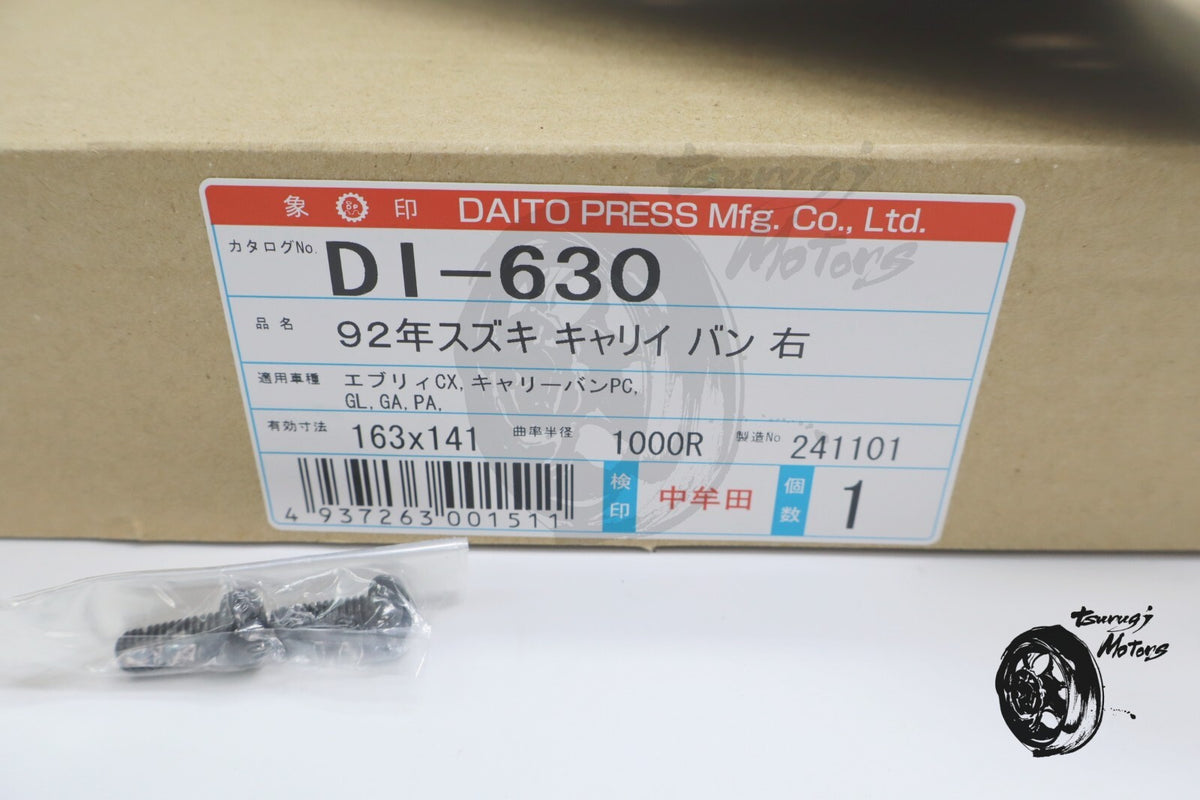 象 DP 印 DAITO PRESS Mfg. Co., Ltd.
カタログNo. DI-630
品名 92年スズキ キャリイ バン 右
適用車種 エブリィCX,キャリーバンPC,
GL,GA,PA,
有効寸法 163x141 曲率半径 1000R 製造No 241101
検印 中牟田 個数 1
4 937263 001511
Tsurugi
Motors
Tsurugi
Motors